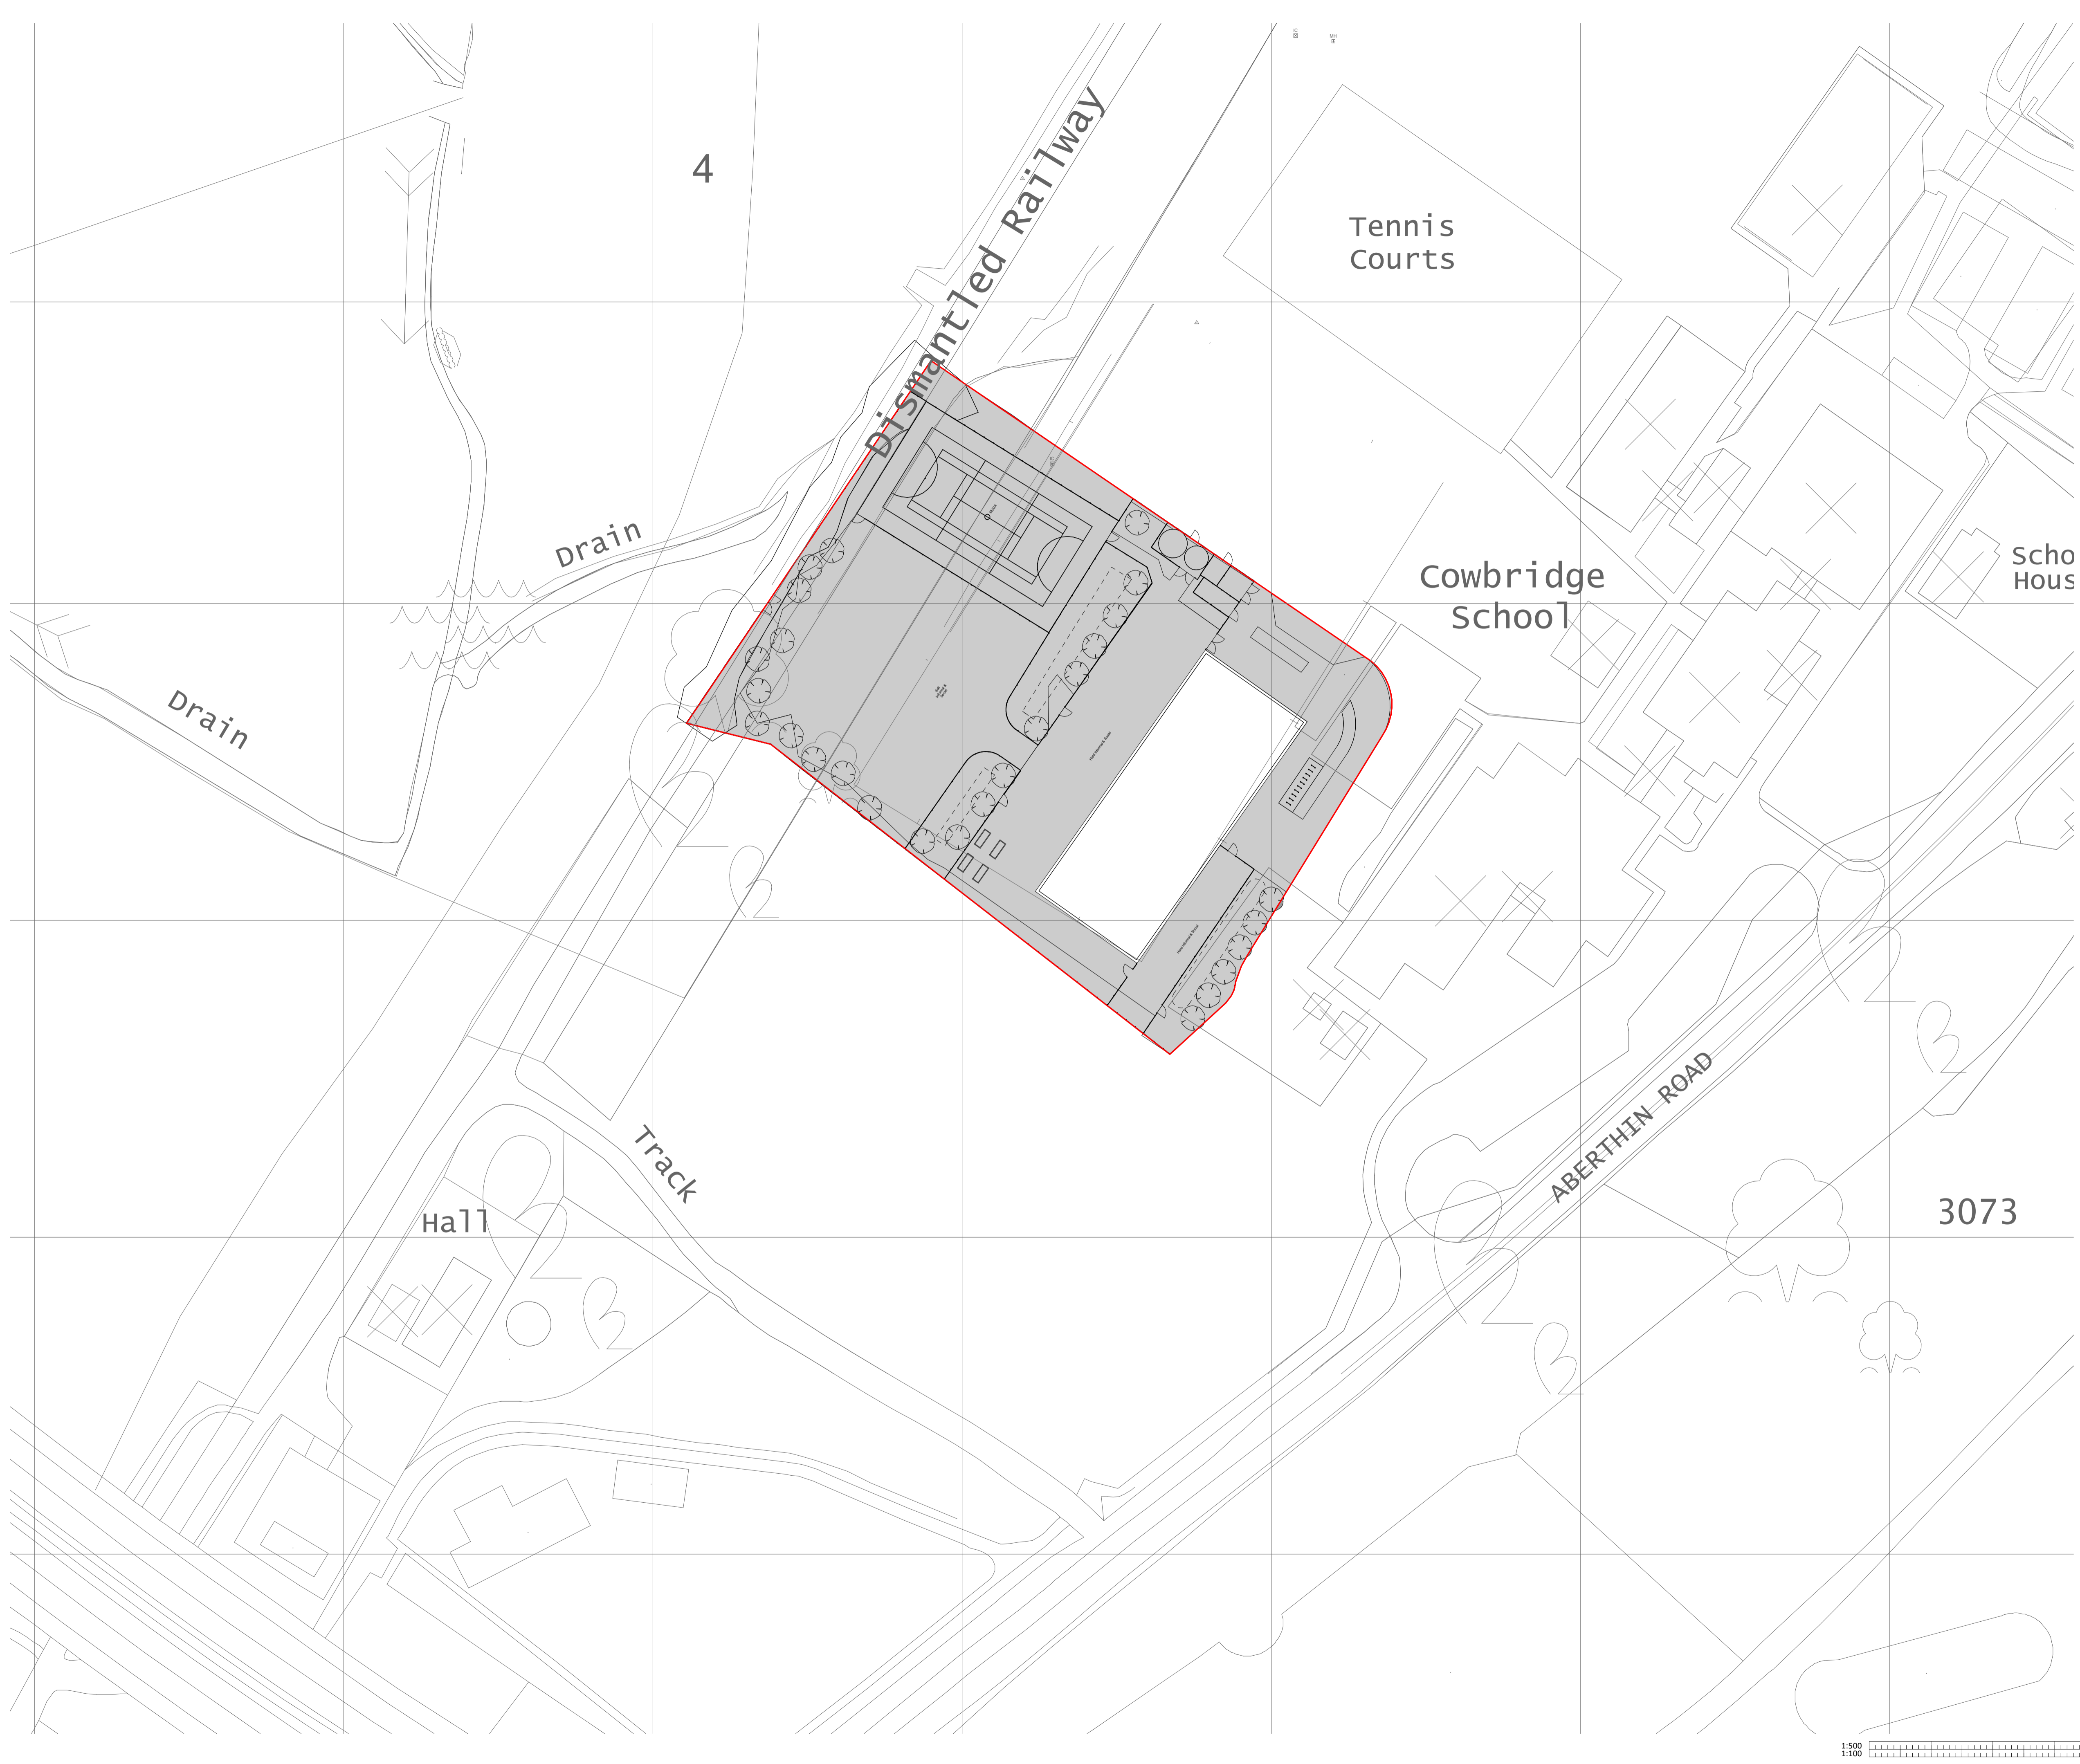 4
Dismantled Railway
Tennis
Courts
Drain
Cowbridge
School
Scho
Hous
Drain
MUGA
Track
ABERTHIN ROAD
Hall
3073
1:500
1:100